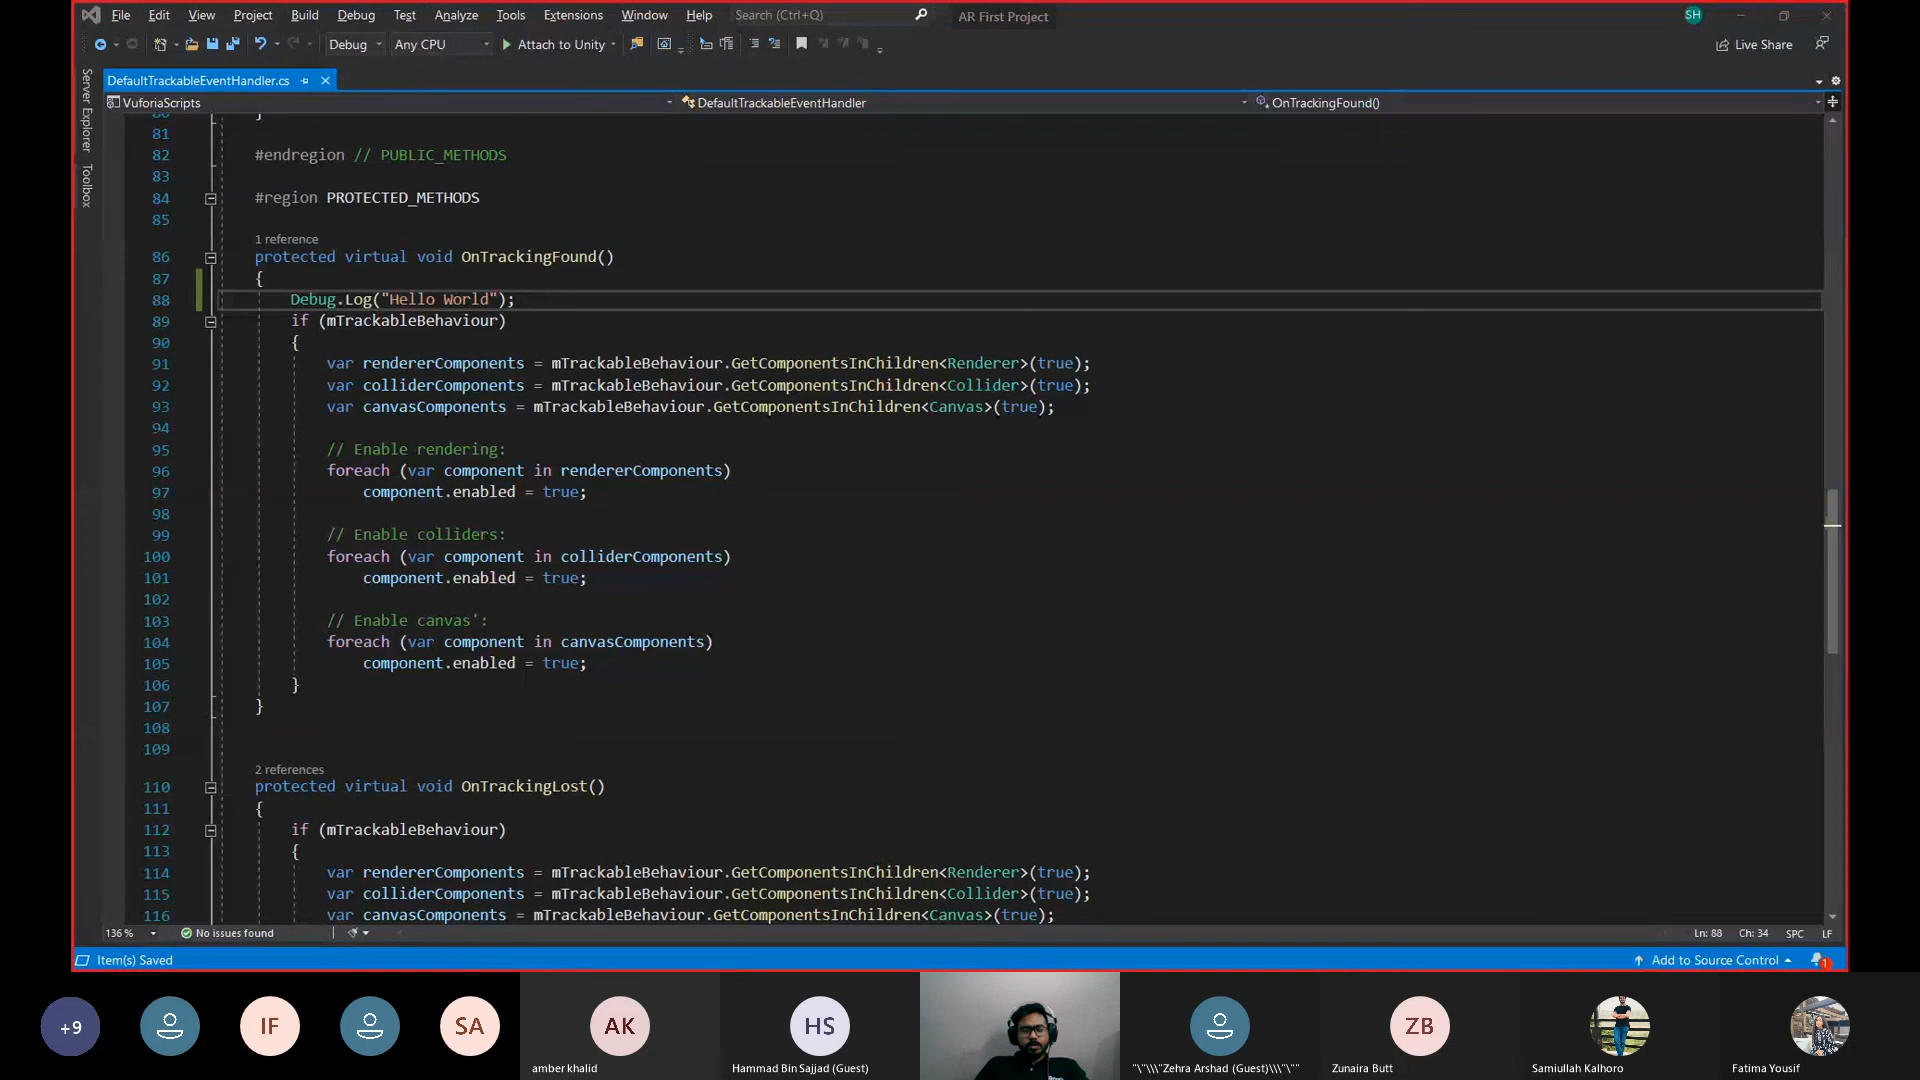 File Edit View Project Build Debug Test Analyze Tools Extensions Window Help Search (Ctrl+Q) AR First Project SH
Debug Any CPU Attach to Unity Live Share
Server Explorer
Toolbox
DefaultTrackableEventHandler.cs
VuforiaScripts DefaultTrackableEventHandler OnTrackingFound()
81
82 #endregion // PUBLIC_METHODS
83
84 #region PROTECTED_METHODS
85
1 reference
86 protected virtual void OnTrackingFound()
87 {
88 Debug.Log("Hello World");
89 if (mTrackableBehaviour)
90 {
91 var rendererComponents = mTrackableBehaviour.GetComponentsInChildren<Renderer>(true);
92 var colliderComponents = mTrackableBehaviour.GetComponentsInChildren<Collider>(true);
93 var canvasComponents = mTrackableBehaviour.GetComponentsInChildren<Canvas>(true);
94
95 // Enable rendering:
96 foreach (var component in rendererComponents)
97 component.enabled = true;
98
99 // Enable colliders:
100 foreach (var component in colliderComponents)
101 component.enabled = true;
102
103 // Enable canvas':
104 foreach (var component in canvasComponents)
105 component.enabled = true;
106 }
107 }
108
109
2 references
110 protected virtual void OnTrackingLost()
111 {
112 if (mTrackableBehaviour)
113 {
114 var rendererComponents = mTrackableBehaviour.GetComponentsInChildren<Renderer>(true);
115 var colliderComponents = mTrackableBehaviour.GetComponentsInChildren<Collider>(true);
116 var canvasComponents = mTrackableBehaviour.GetComponentsInChildren<Canvas>(true);
136 % No issues found Ln: 88 Ch: 34 SPC LF
Item(s) Saved Add to Source Control 1
+9 IF SA AK HS ZB
amber khalid Hammad Bin Sajjad (Guest) "\"\\\"Zehra Arshad (Guest)\\\"\"" Zunaira Butt Samiullah Kalhoro Fatima Yousif